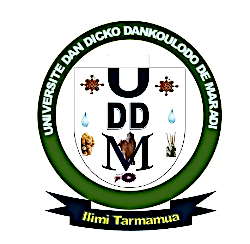 UNIVERSITE DAN DICKO DANKOULODO DE MARADI
U
DD
M
Ilimi Tarmamua